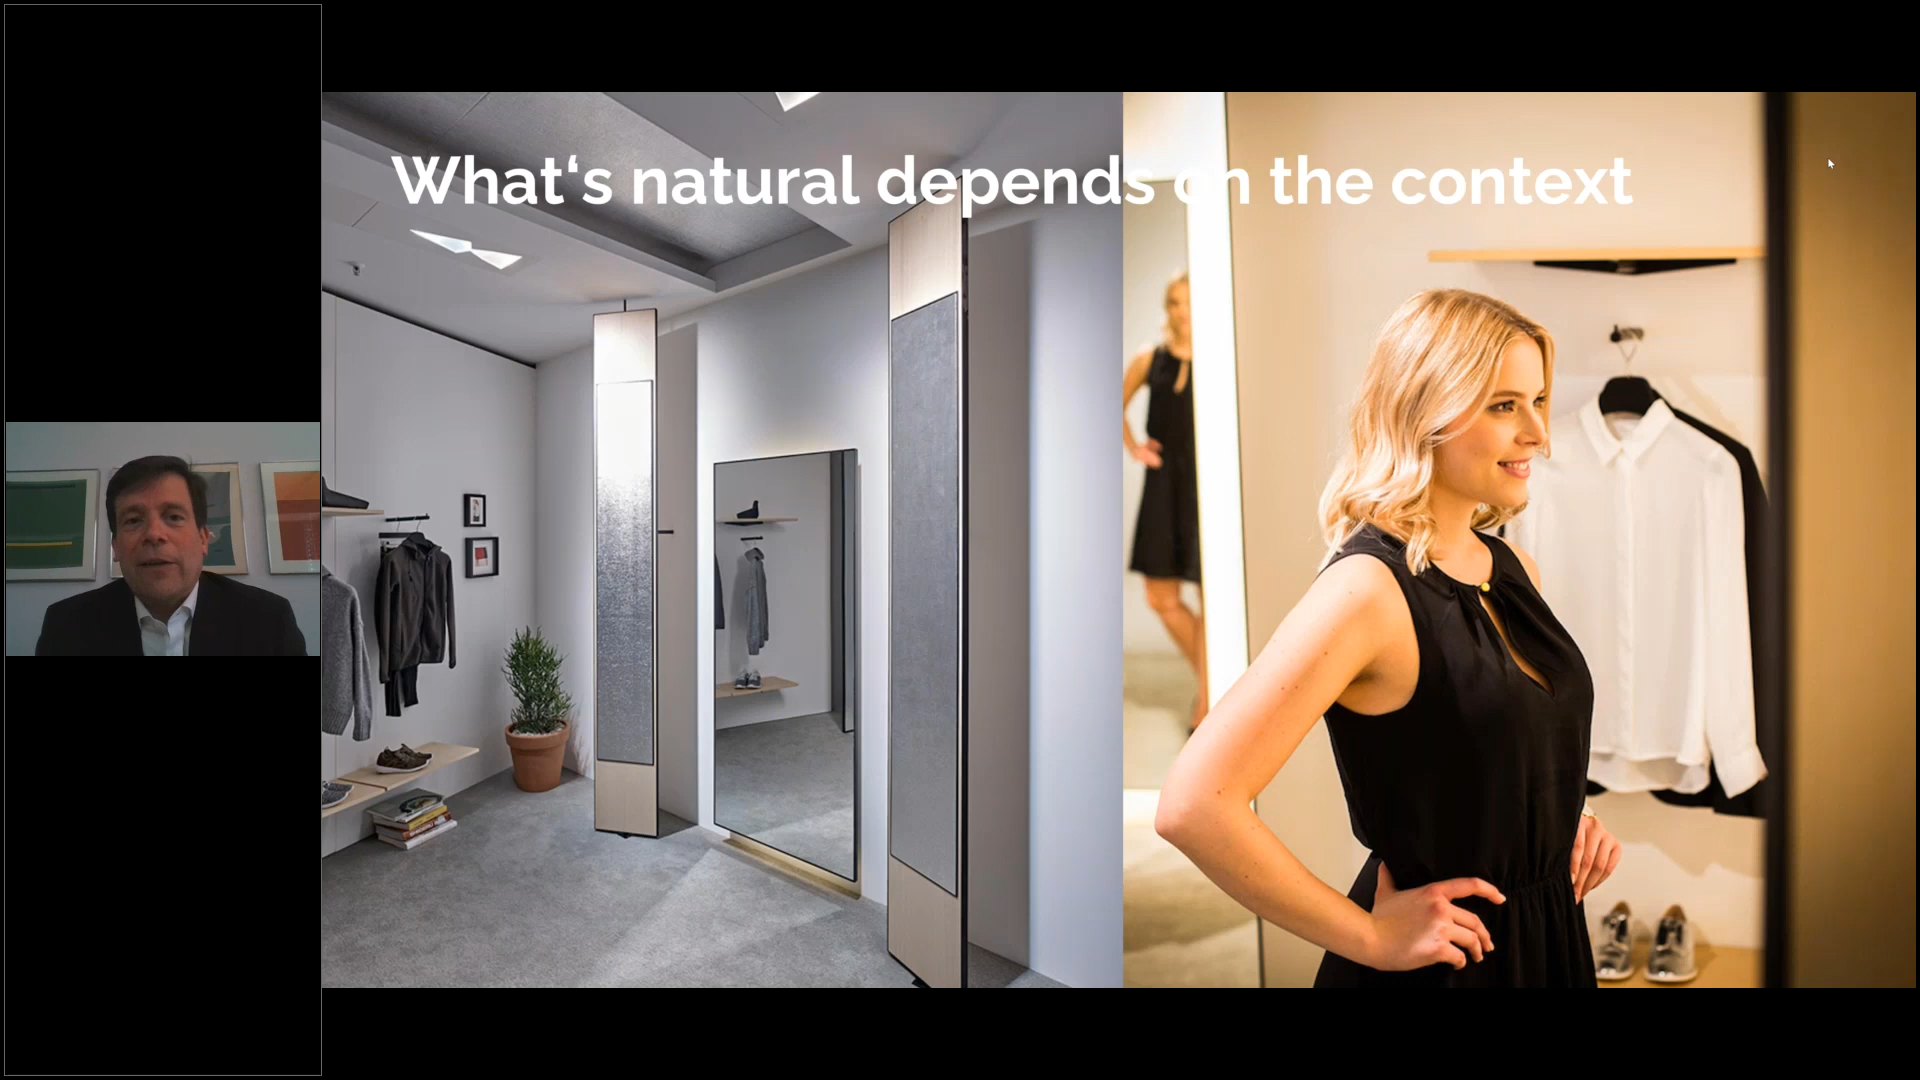 What‘s natural depends on the context